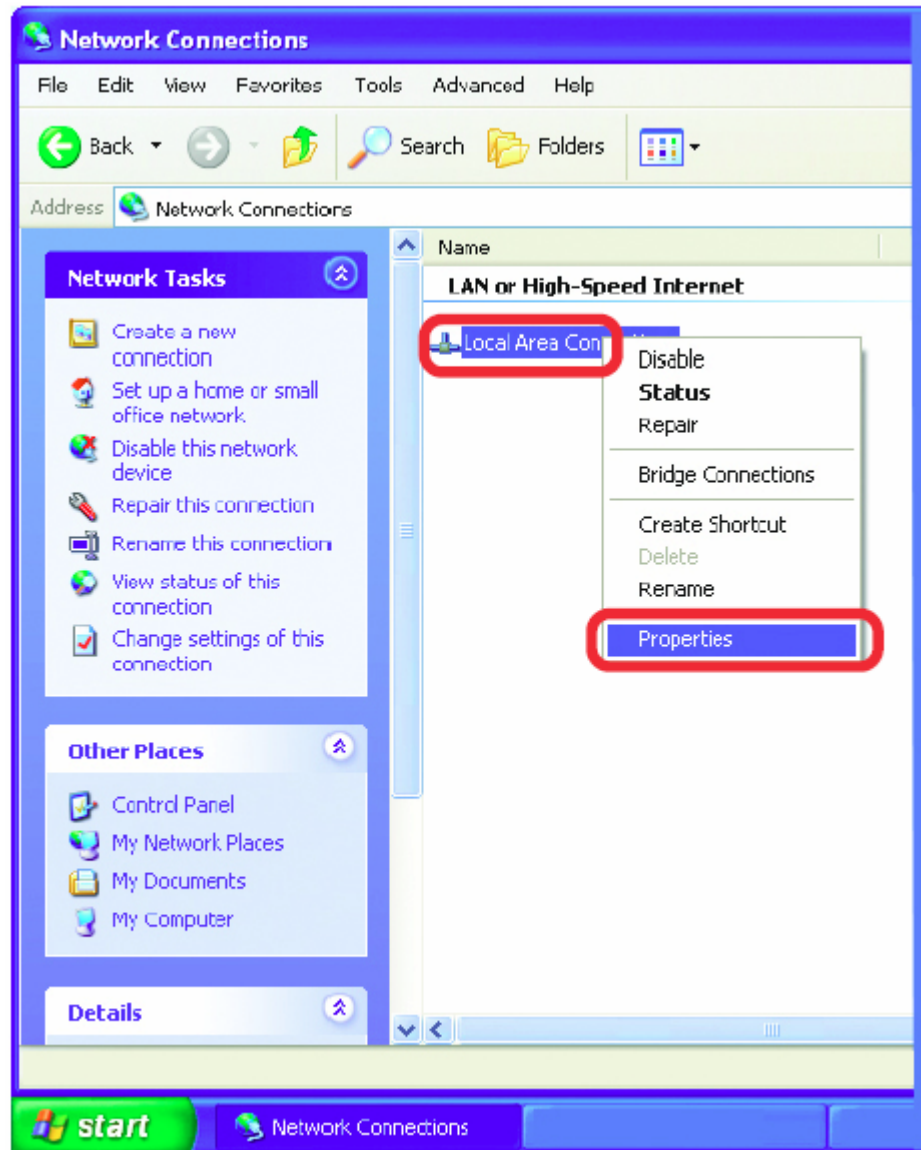 Network Connections
File Edit View Favorites Tools Advanced Help
Back Search Folders
Address Network Connections
Network Tasks
Create a new
connection
Set up a home or small
office network
Disable this network
device
Repair this connection
Rename this connection
View status of this
connection
Change settings of this
connection
Other Places
Control Panel
My Network Places
My Documents
My Computer
Details
Name
LAN or High-Speed Internet
Local Area Con
Disable
Status
Repair
Bridge Connections
Create Shortcut
Delete
Rename
Properties
start Network Connections